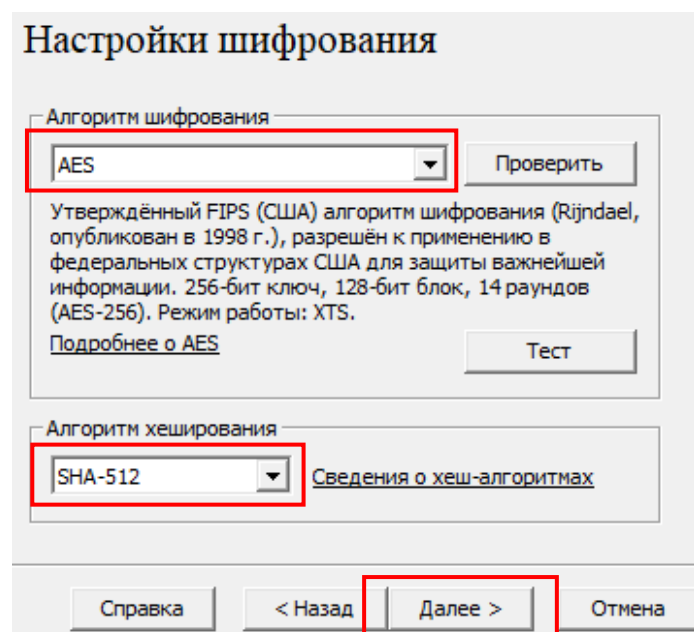 Настройки шифрования
Алгоритм шифрования
AES
Проверить
Утверждённый FIPS (США) алгоритм шифрования (Rijndael,
опубликован в 1998 г.), разрешён к применению в
федеральных структурах США для защиты важнейшей
информации. 256-бит ключ, 128-бит блок, 14 раундов
(AES-256). Режим работы: XTS.
Подробнее о AES
Тест
Алгоритм хеширования
SHA-512
Сведения о хеш-алгоритмах
Справка
< Назад
Далее >
Отмена